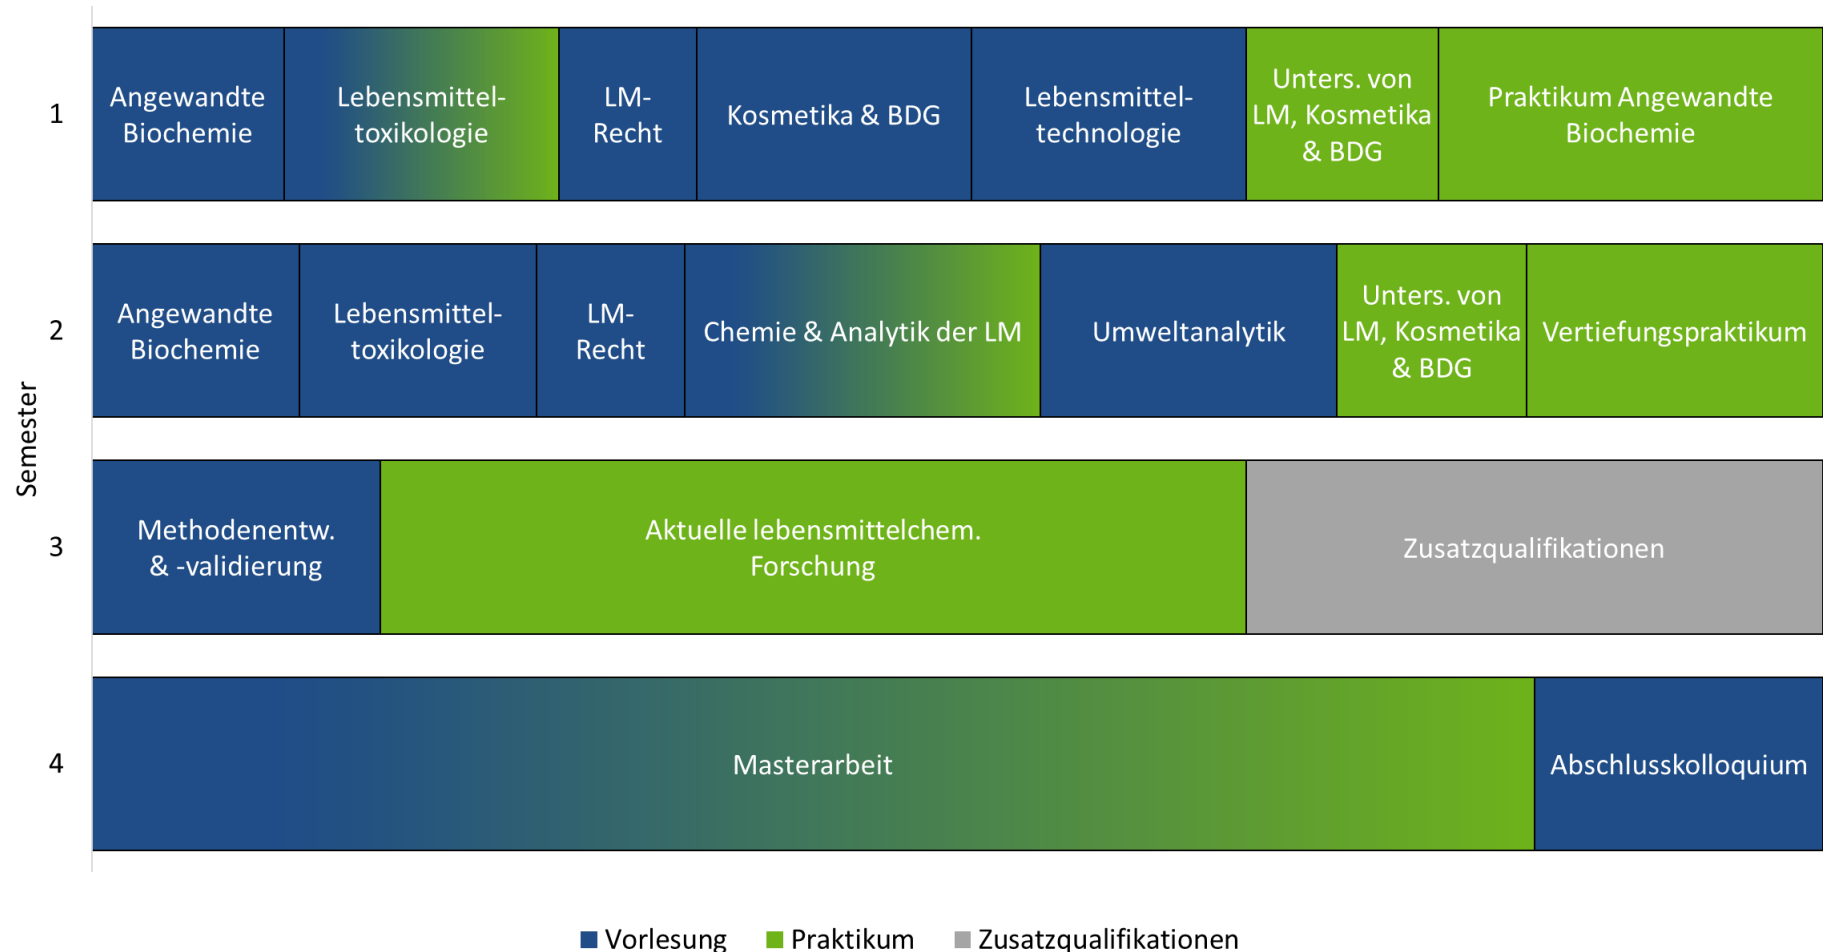 Semester
1
Angewandte
Biochemie
Lebensmittel-
toxikologie
LM-
Recht
Kosmetika & BDG
Lebensmittel-
technologie
Unters. von
LM, Kosmetika
& BDG
Praktikum Angewandte
Biochemie
2
Angewandte
Biochemie
Lebensmittel-
toxikologie
LM-
Recht
Chemie & Analytik der LM
Umweltanalytik
Unters. von
LM, Kosmetika
& BDG
Vertiefungspraktikum
3
Methodenentw.
& -validierung
Aktuelle lebensmittelchem.
Forschung
Zusatzqualifikationen
4
Masterarbeit
Abschlusskolloquium
Vorlesung
Praktikum
Zusatzqualifikationen